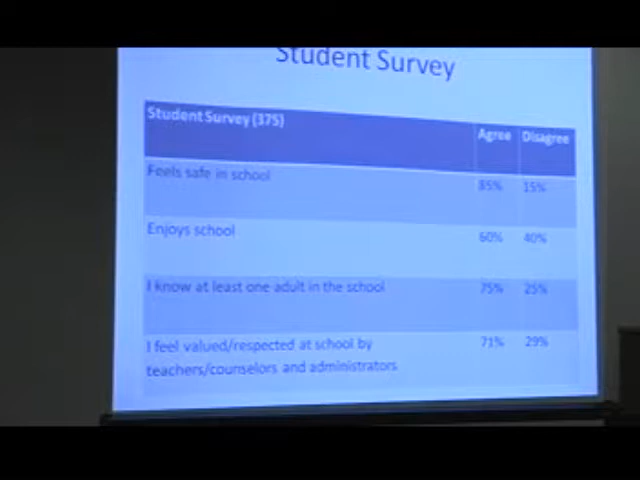 Student Survey
Student Survey (375)
Agree Disagree
Feels safe in school 85% 15%
Enjoys school 60% 40%
I know at least one adult in the school 75% 25%
I feel valued/respected at school by 71% 29%
teachers/counselors and administrators